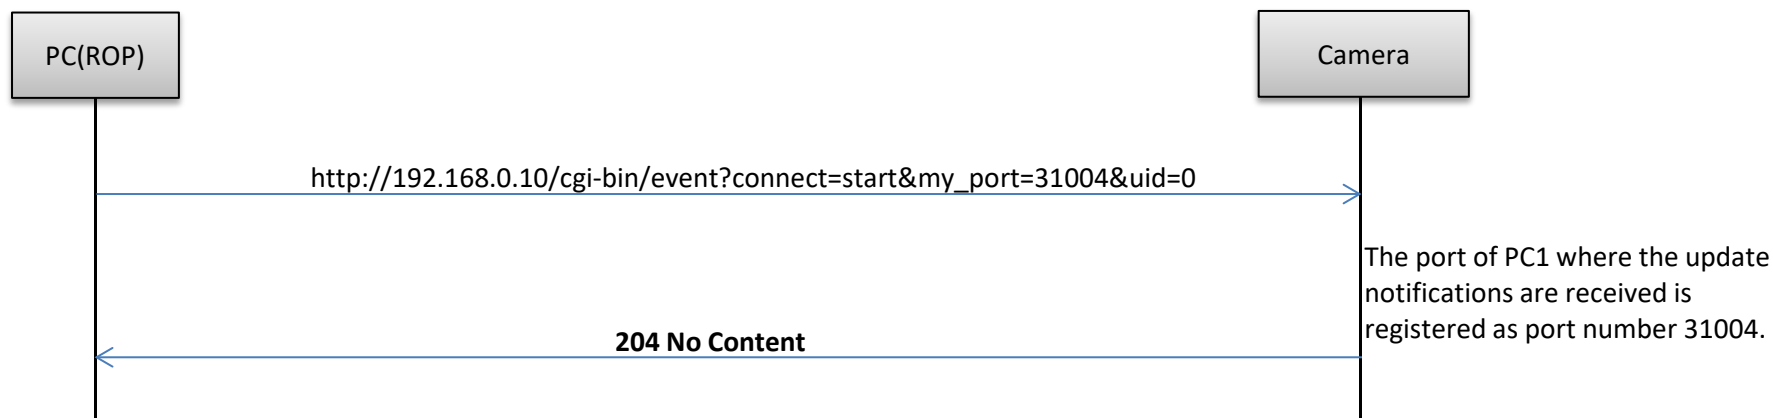 PC(ROP)
Camera
http://192.168.0.10/cgi-bin/event?connect=start&my_port=31004&uid=0
The port of PC1 where the update
notifications are received is
registered as port number 31004.
204 No Content